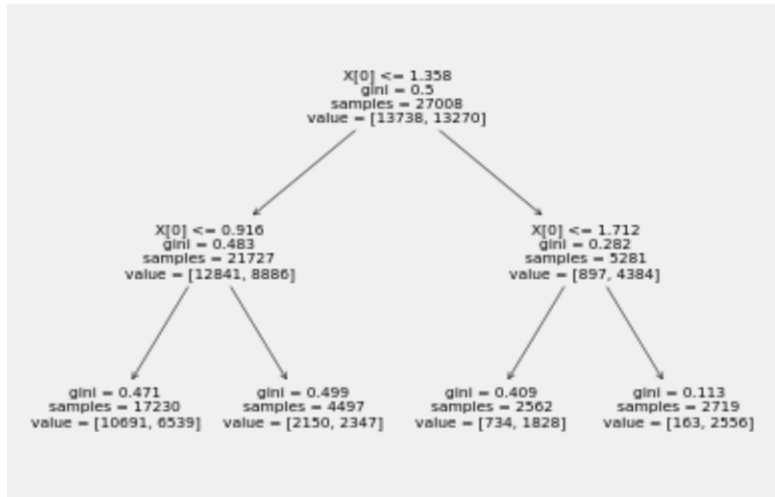 X[0] <= 1.358
gini = 0.5
samples = 27008
value = [13738, 13270]
X[0] <= 0.916
gini = 0.483
samples = 21727
value = [12841, 8886]
X[0] <= 1.712
gini = 0.282
samples = 5281
value = [897, 4384]
gini = 0.471
samples = 17230
value = [10691, 6539]
gini = 0.499
samples = 4497
value = [2150, 2347]
gini = 0.409
samples = 2562
value = [734, 1828]
gini = 0.113
samples = 2719
value = [163, 2556]